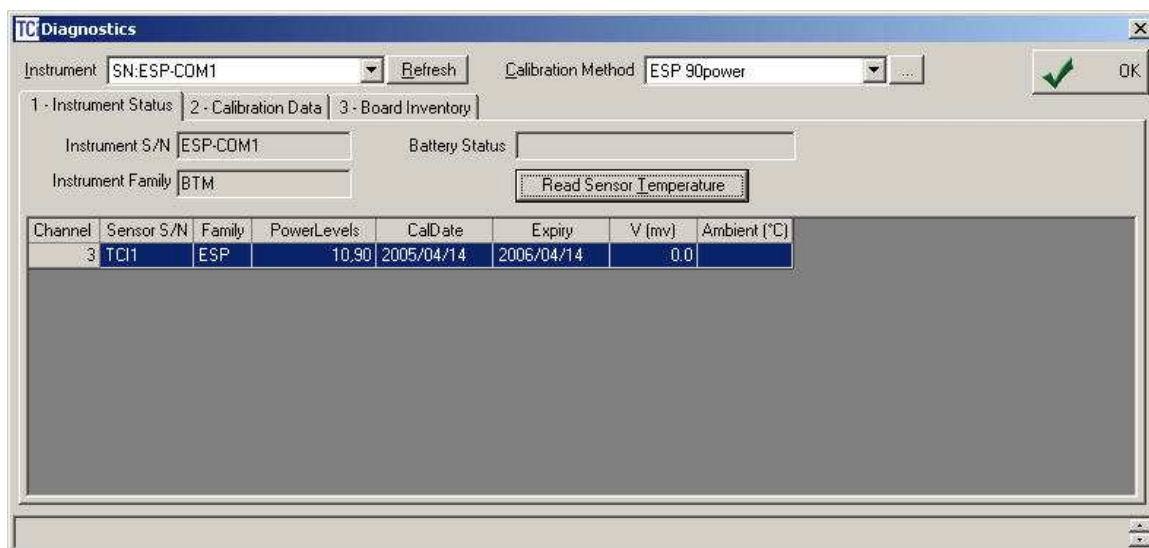 TC Diagnostics
Instrument SN:ESP-COM1 Refresh Calibration Method ESP 90power ... OK
1 - Instrument Status 2 - Calibration Data 3 - Board Inventory
Instrument S/N ESP-COM1 Battery Status
Instrument Family BTM Read Sensor Temperature
Channel Sensor S/N Family PowerLevels CalDate Expiry V (mv) Ambient (°C)
3 TCI1 ESP 10,90 2005/04/14 2006/04/14 0.0